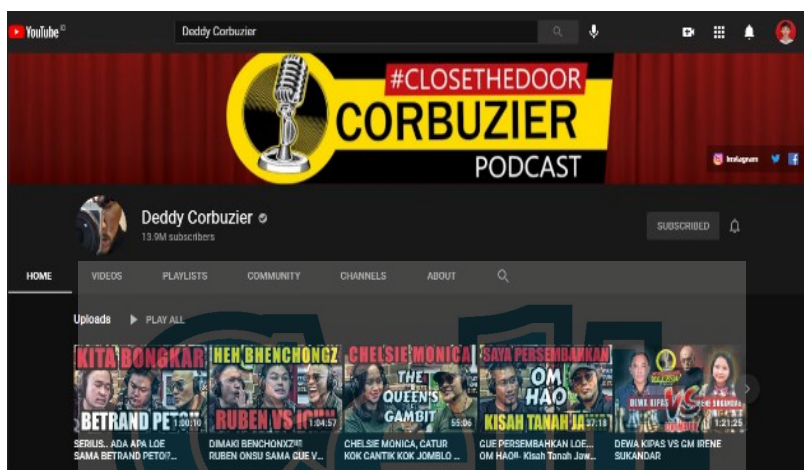 YouTube ID
Deddy Corbuzier
#CLOSETHEDOOR
CORBUZIER
PODCAST
Instagram
Deddy Corbuzier
13.9M subscribers
SUBSCRIBED
HOME VIDEOS PLAYLISTS COMMUNITY CHANNELS ABOUT
Uploads PLAY ALL
KITA BONGKAR
BETRAND PETO
1:00:10
HEH BHENCHONGZ
RUBEN VS
1:04:57
CHELSIE MONICA
THE
QUEEN'S
GAMBIT
55:06
SAYA PERSEMBAHKAN
OM
HAO
KISAH TANAH JAWA
37:18
DEWA KIPAS
VS
IRENE SUKANDAR
1:21:25
SERIUS.. ADA APA LOE
SAMA BETRAND PETO!?...
DIMAKI BENCHONXZ!!
RUBEN ONSU SAMA GUE V...
CHELSIE MONICA, CATUR
KOK CANTIK KOK JOMBLO ...
GUE PERSEMBAHKAN LOE...
OM HAO!!- Kisah Tanah Jaw...
DEWA KIPAS VS GM IRENE
SUKANDAR